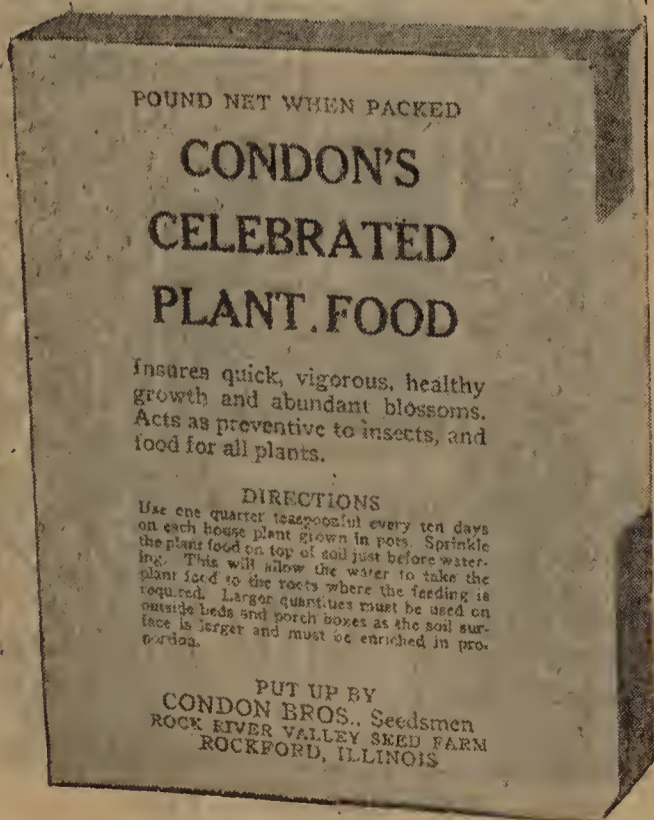 POUND NET WHEN PACKED
CONDON'S
CELEBRATED
PLANT FOOD
Insures quick, vigorous, healthy
growth and abundant blossoms.
Acts as preventive to insects, and
food for all plants.
DIRECTIONS
Use one quarter teaspoonful every ten days
on each house plant grown in pots. Sprinkle
the plant food on top of soil just before water-
ing. This will allow the water to take the
plant food to the roots where the feeding is
required. Larger quantities must be used on
outside beds and porch boxes as the soil sur-
face is larger and must be enriched in pro-
portion.
PUT UP BY
CONDON BROS., Seedsmen
ROCK RIVER VALLEY SEED FARM
ROCKFORD, ILLINOIS